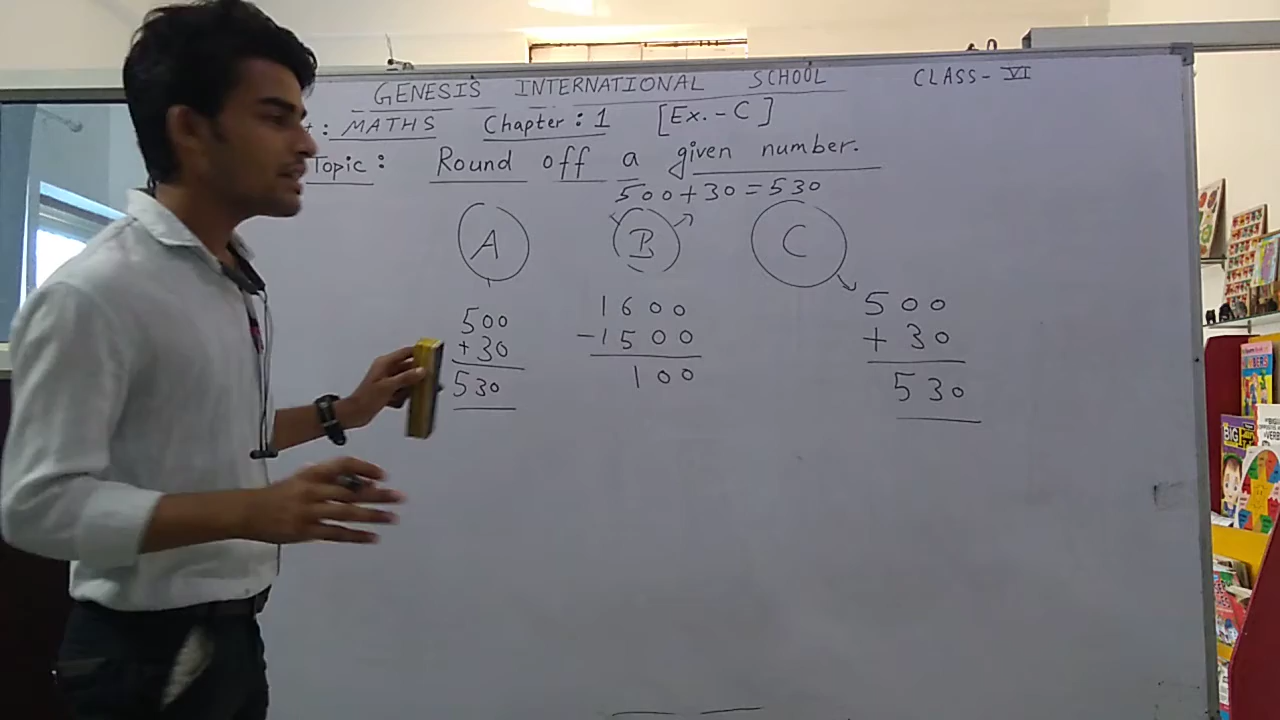 GENESIS INTERNATIONAL SCHOOL CLASS - VI
: MATHS Chapter : 1 [Ex. - C]
Topic : Round off a given number.
500+30=530
A B C
500
+ 30
530
1600
-1500
100
500
+ 30
530
BIG